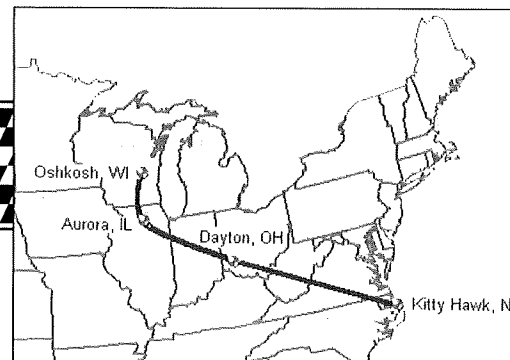 Oshkosh, WI
Aurora, IL
Dayton, OH
Kitty Hawk, N